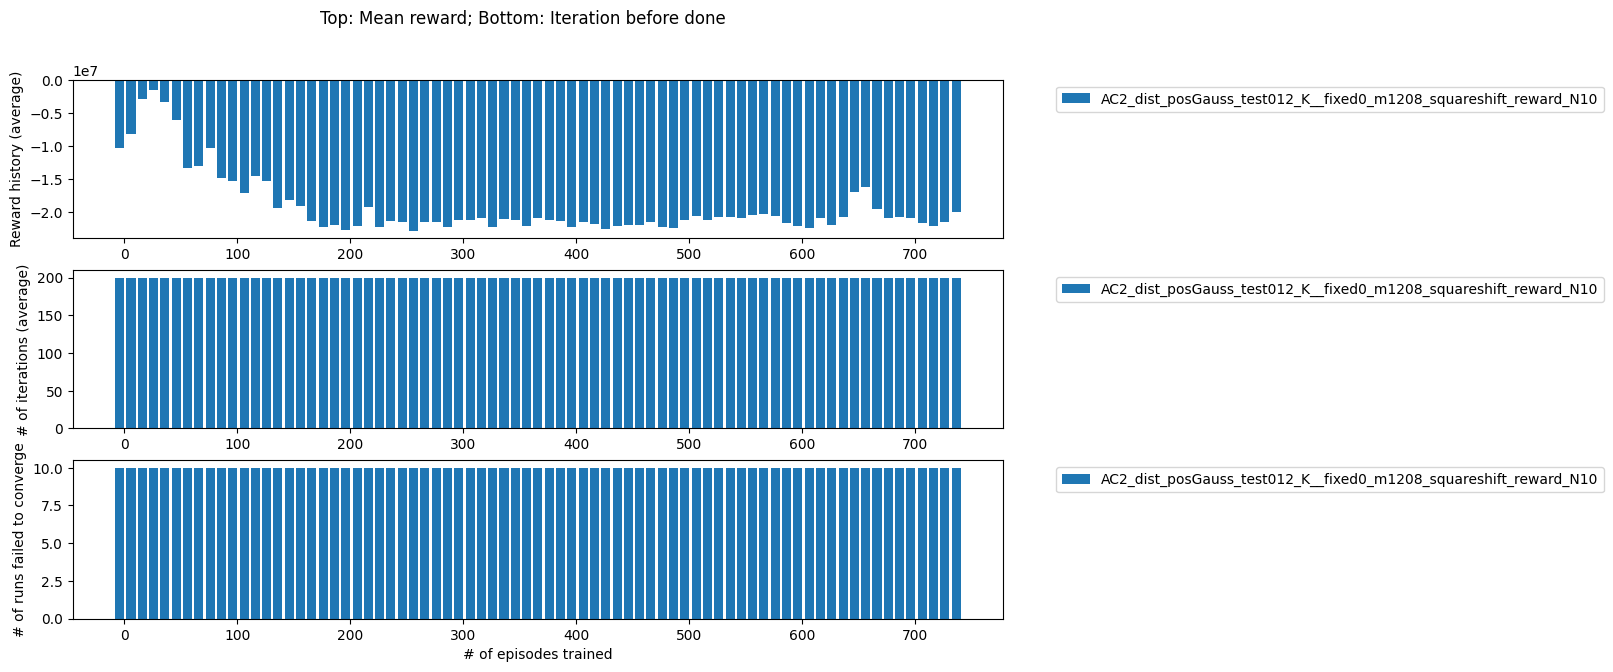 Top: Mean reward; Bottom: Iteration before done
1e7
Reward history (average)
0.0
−0.5
−1.0
−1.5
−2.0
0 100 200 300 400 500 600 700
AC2_dist_posGauss_test012_K__fixed0_m1208_squareshift_reward_N10
# of iterations (average)
200
150
100
50
0
0 100 200 300 400 500 600 700
AC2_dist_posGauss_test012_K__fixed0_m1208_squareshift_reward_N10
# of runs failed to converge
10.0
7.5
5.0
2.5
0.0
0 100 200 300 400 500 600 700
# of episodes trained
AC2_dist_posGauss_test012_K__fixed0_m1208_squareshift_reward_N10